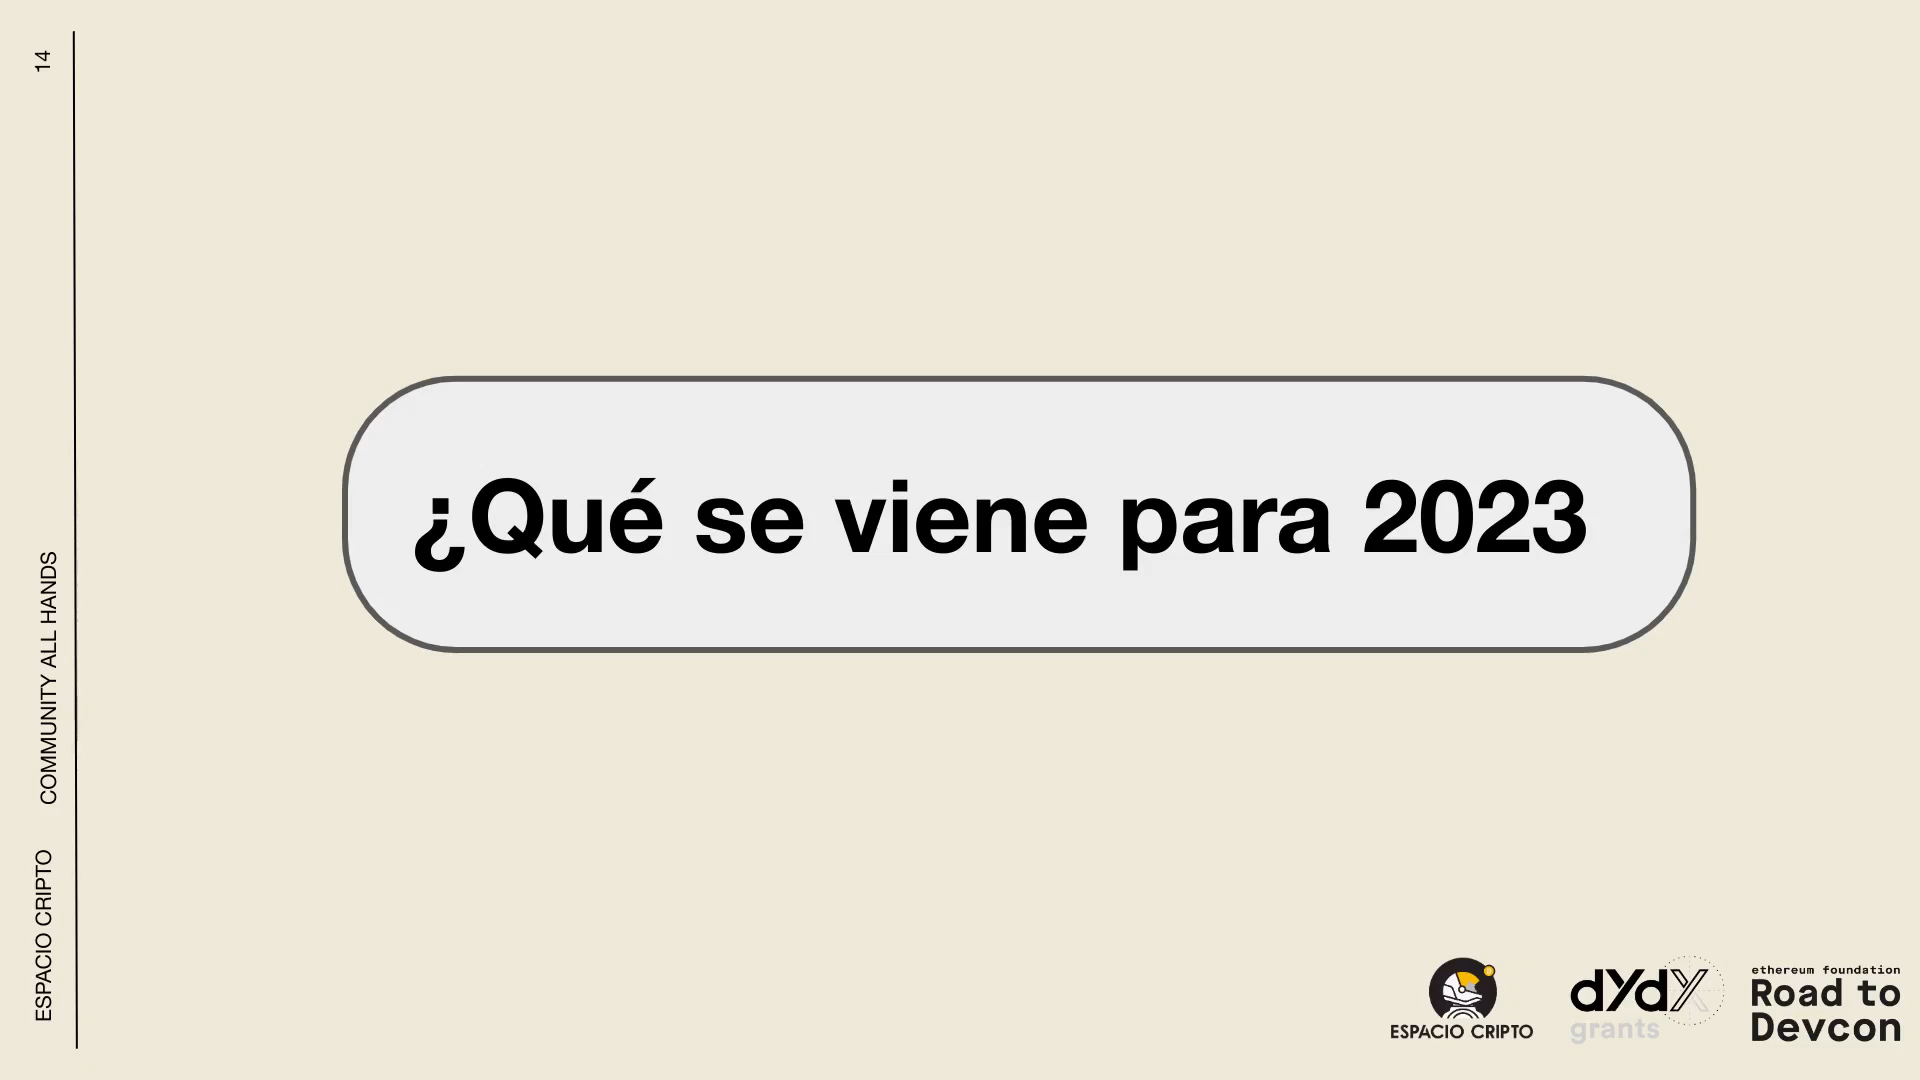 14
ESPACIO CRIPTO
COMMUNITY ALL HANDS
¿Qué se viene para 2023
ESPACIO CRIPTO
dYdX
grants
ethereum foundation
Road to
Devcon